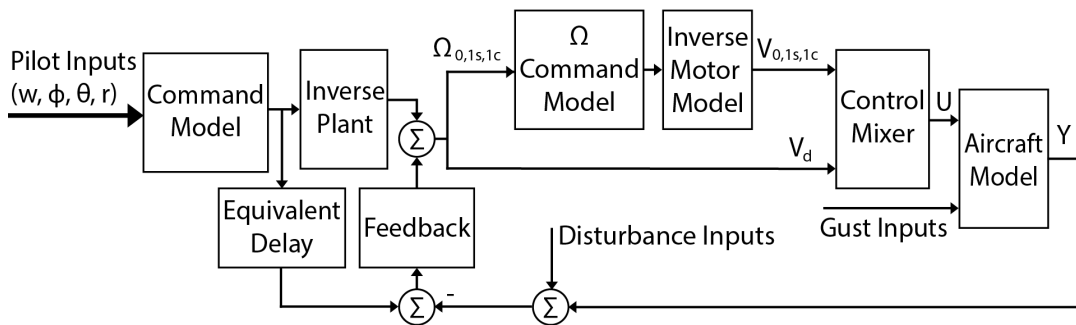 Pilot Inputs
(w, ϕ, θ, r)
Command
Model
Inverse
Plant
Σ
Ω 0,1s,1c
Ω
Command
Model
Inverse
Motor
Model
V0,1s,1c
Vd
Control
Mixer
U
Aircraft
Model
Y
Gust Inputs
Equivalent
Delay
Feedback
Disturbance Inputs
Σ
-
Σ